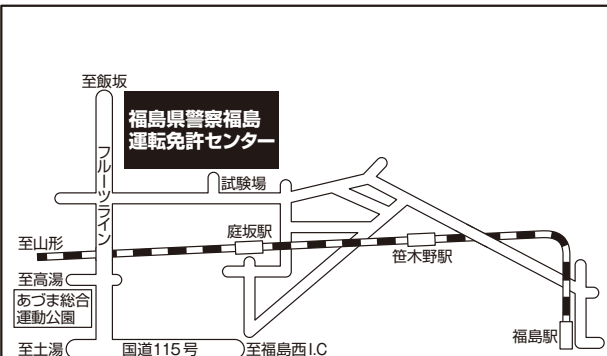 至飯坂
福島県警察福島
運転免許センター
フルーツライン
試験場
庭坂駅
至山形
笹木野駅
至高湯
あづま総合
運動公園
福島駅
至土湯
国道115号
至福島西I.C